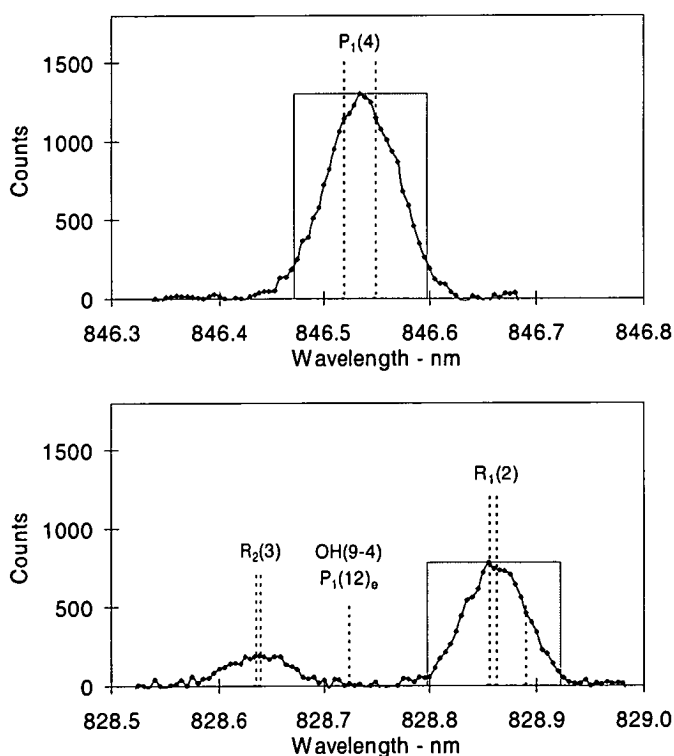 P1(4)
1500
1000
500
0
Counts
846.3 846.4 846.5 846.6 846.7 846.8
Wavelength - nm
1500
1000
500
0
Counts
R1(2)
R2(3)
OH(9-4)
P1(12)e
828.5 828.6 828.7 828.8 828.9 829.0
Wavelength - nm